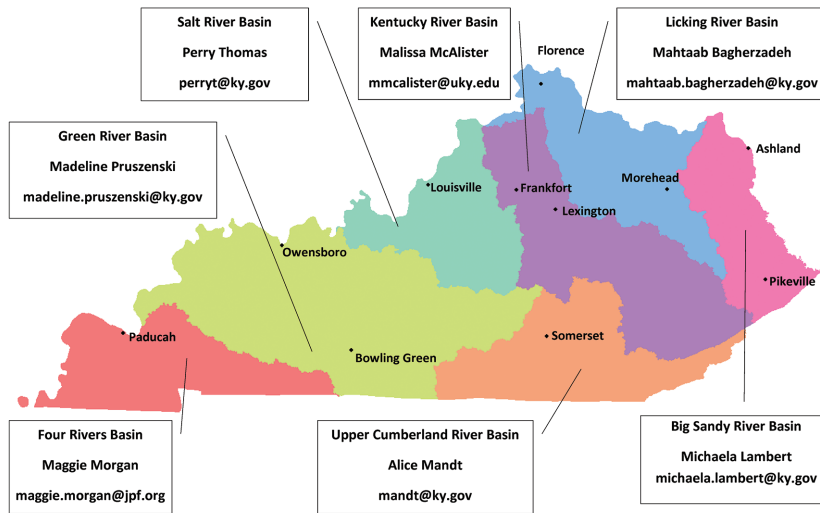 Salt River Basin
Perry Thomas
perryt@ky.gov
Kentucky River Basin
Malissa McAlister
mmcalister@uky.edu
Licking River Basin
Mahtaab Bagherzadeh
mahtaab.bagherzadeh@ky.gov
Florence
Green River Basin
Madeline Pruszenski
madeline.pruszenski@ky.gov
Ashland
Morehead
Louisville
Frankfort
Lexington
Owensboro
Pikeville
Paducah
Somerset
Bowling Green
Four Rivers Basin
Maggie Morgan
maggie.morgan@jpf.org
Upper Cumberland River Basin
Alice Mandt
mandt@ky.gov
Big Sandy River Basin
Michaela Lambert
michaela.lambert@ky.gov